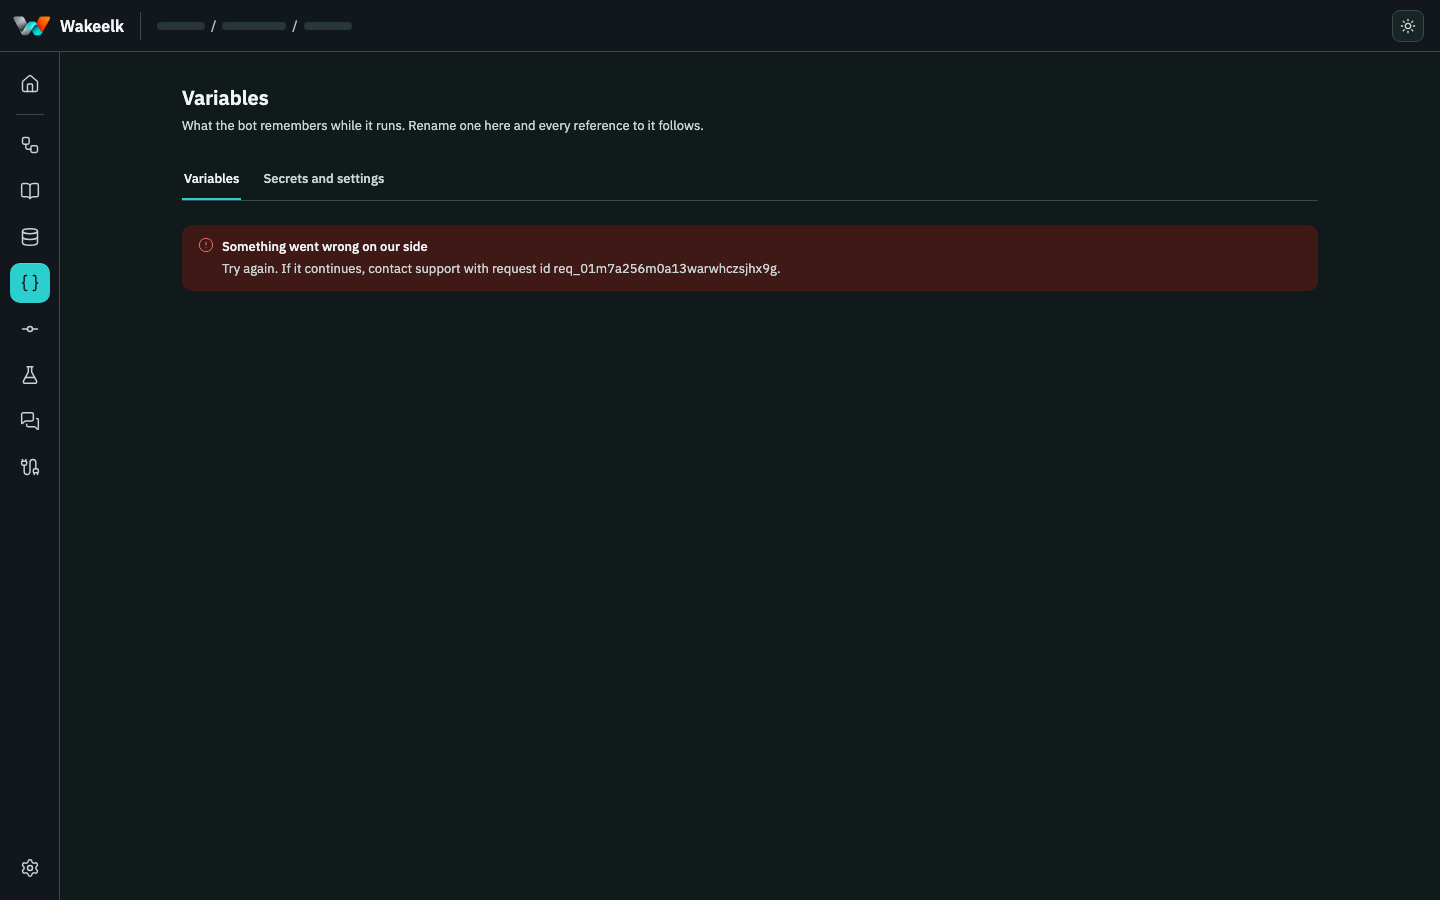 Wakeelk
/ /
Variables
What the bot remembers while it runs. Rename one here and every reference to it follows.
Variables
Secrets and settings
Something went wrong on our side
Try again. If it continues, contact support with request id req_01m7a256m0a13warwhczsjhx9g.